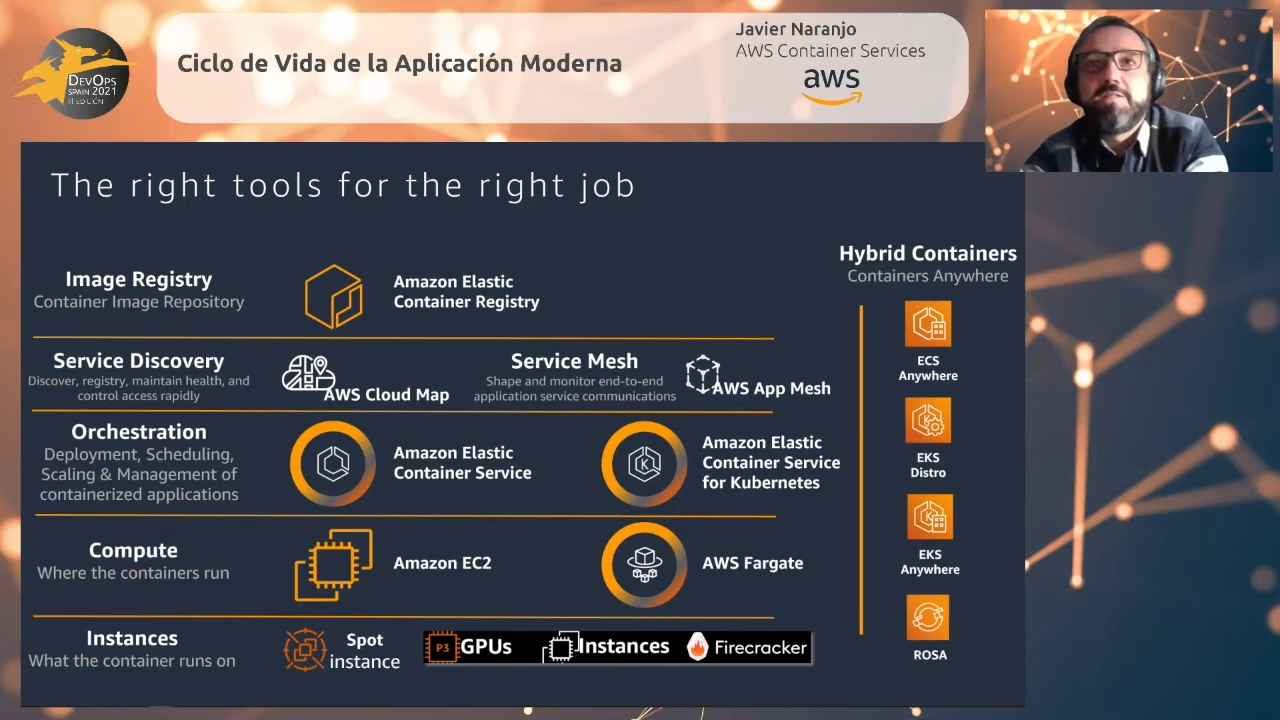 DEVOPS
SPAIN 2021
II EDICIÓN
Ciclo de Vida de la Aplicación Moderna
Javier Naranjo
AWS Container Services
aws
The right tools for the right job
Image Registry
Container Image Repository
Amazon Elastic
Container Registry
Service Discovery
Discover, registry, maintain health, and
control access rapidly
AWS Cloud Map
Service Mesh
Shape and monitor end-to-end
application service communications
AWS App Mesh
Orchestration
Deployment, Scheduling,
Scaling & Management of
containerized applications
Amazon Elastic
Container Service
K
Amazon Elastic
Container Service
for Kubernetes
Compute
Where the containers run
Amazon EC2
AWS Fargate
Instances
What the container runs on
Spot
instance
P3
GPUs
Instances
Firecracker
Hybrid Containers
Containers Anywhere
ECS
Anywhere
K
EKS
Distro
K
EKS
Anywhere
ROSA